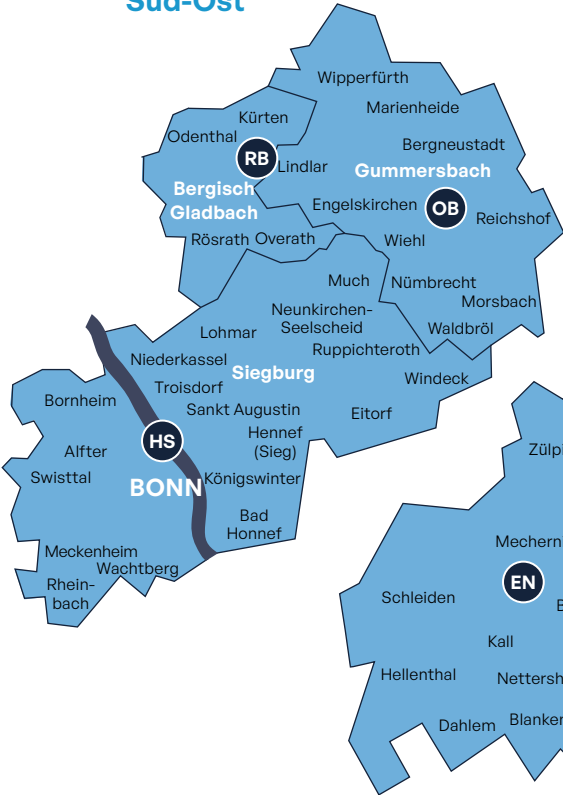 Süd-Ost
Wipperfürth
Marienheide
Kürten
Odenthal
Bergneustadt
RB
Lindlar
Gummersbach
Bergisch
Gladbach
Engelskirchen
OB
Reichshof
Rösrath
Overath
Wiehl
Much
Nümbrecht
Morsbach
Neunkirchen-
Seelscheid
Waldbröl
Lohmar
Ruppichteroth
Niederkassel
Siegburg
Windeck
Troisdorf
Bornheim
Sankt Augustin
Eitorf
Hennef
(Sieg)
HS
Alfter
Swisttal
Königswinter
BONN
Bad
Honnef
Meckenheim
Wachtberg
Rhein-
bach
Zülpi
Mechern
EN
Schleiden
B
Kall
Hellenthal
Nettersh
Dahlem
Blanken